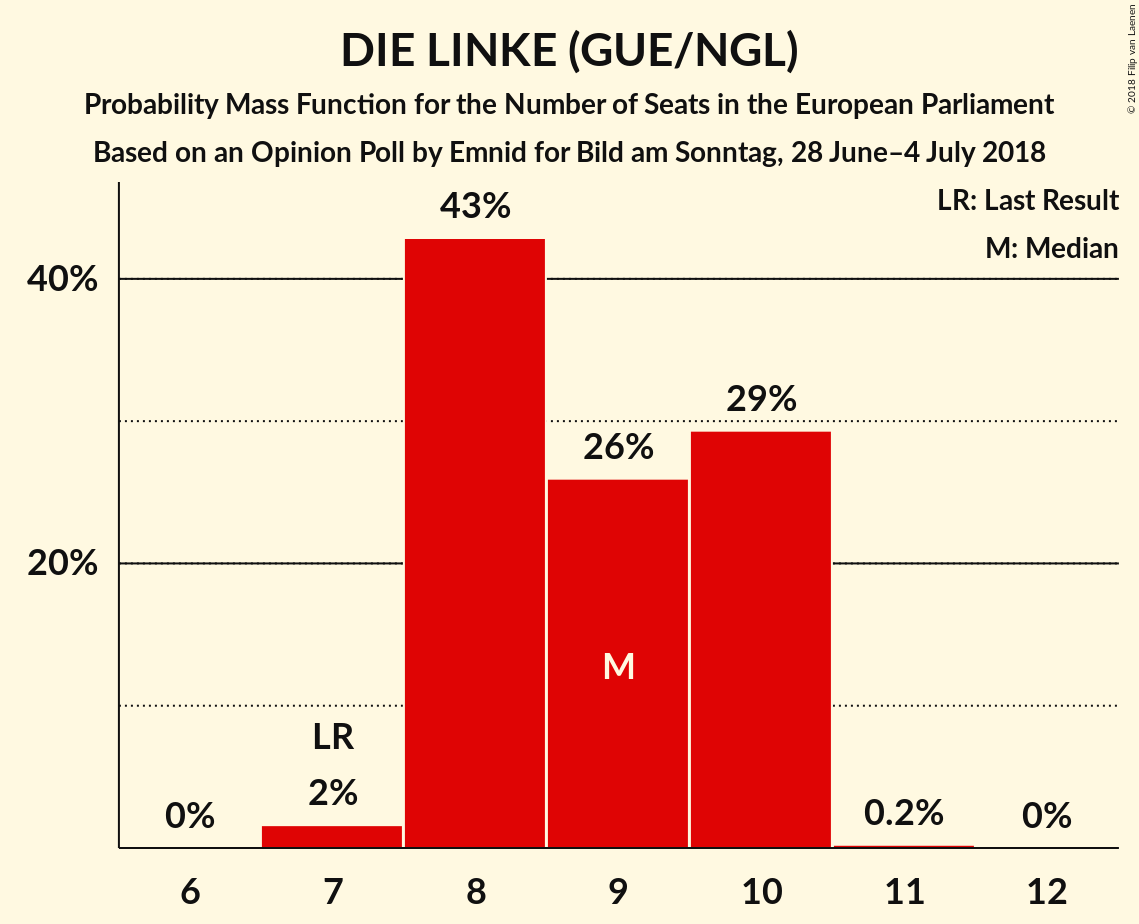 DIE LINKE (GUE/NGL)
Probability Mass Function for the Number of Seats in the European Parliament
Based on an Opinion Poll by Emnid for Bild am Sonntag, 28 June–4 July 2018
© 2018 Filip van Laenen
LR: Last Result
M: Median
43%
40%
29%
26%
20%
M
LR
2%
0%
0.2%
0%
6 7 8 9 10 11 12